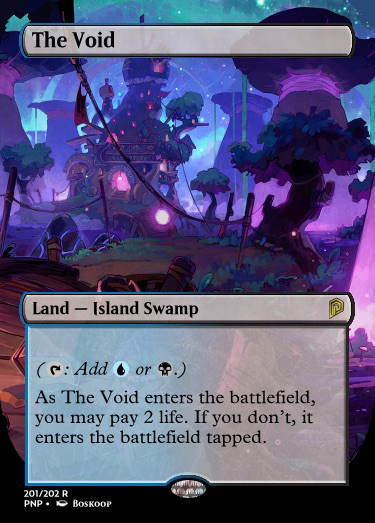 The Void
Land — Island Swamp
( : Add  or .)
As The Void enters the battlefield,
you may pay 2 life. If you don't, it
enters the battlefield tapped.
201/202 R
PNP • Boskoop